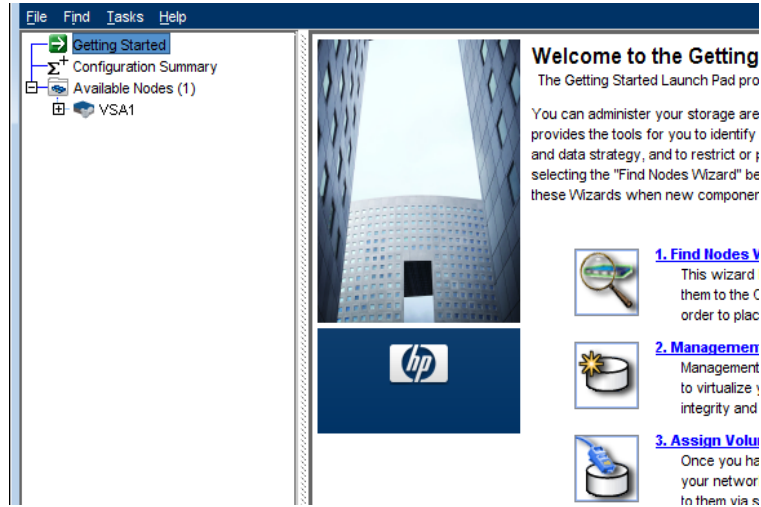 File Find Tasks Help
Getting Started
Configuration Summary
Available Nodes (1)
VSA1
Welcome to the Getting
The Getting Started Launch Pad pro
You can administer your storage are
provides the tools for you to identify
and data strategy, and to restrict or p
selecting the "Find Nodes Wizard" be
these Wizards when new componen
1. Find Nodes W
This wizard
them to the C
order to plac
2. Management
Management
to virtualize y
integrity and
3. Assign Volu
Once you ha
your networ
to them via s
hp